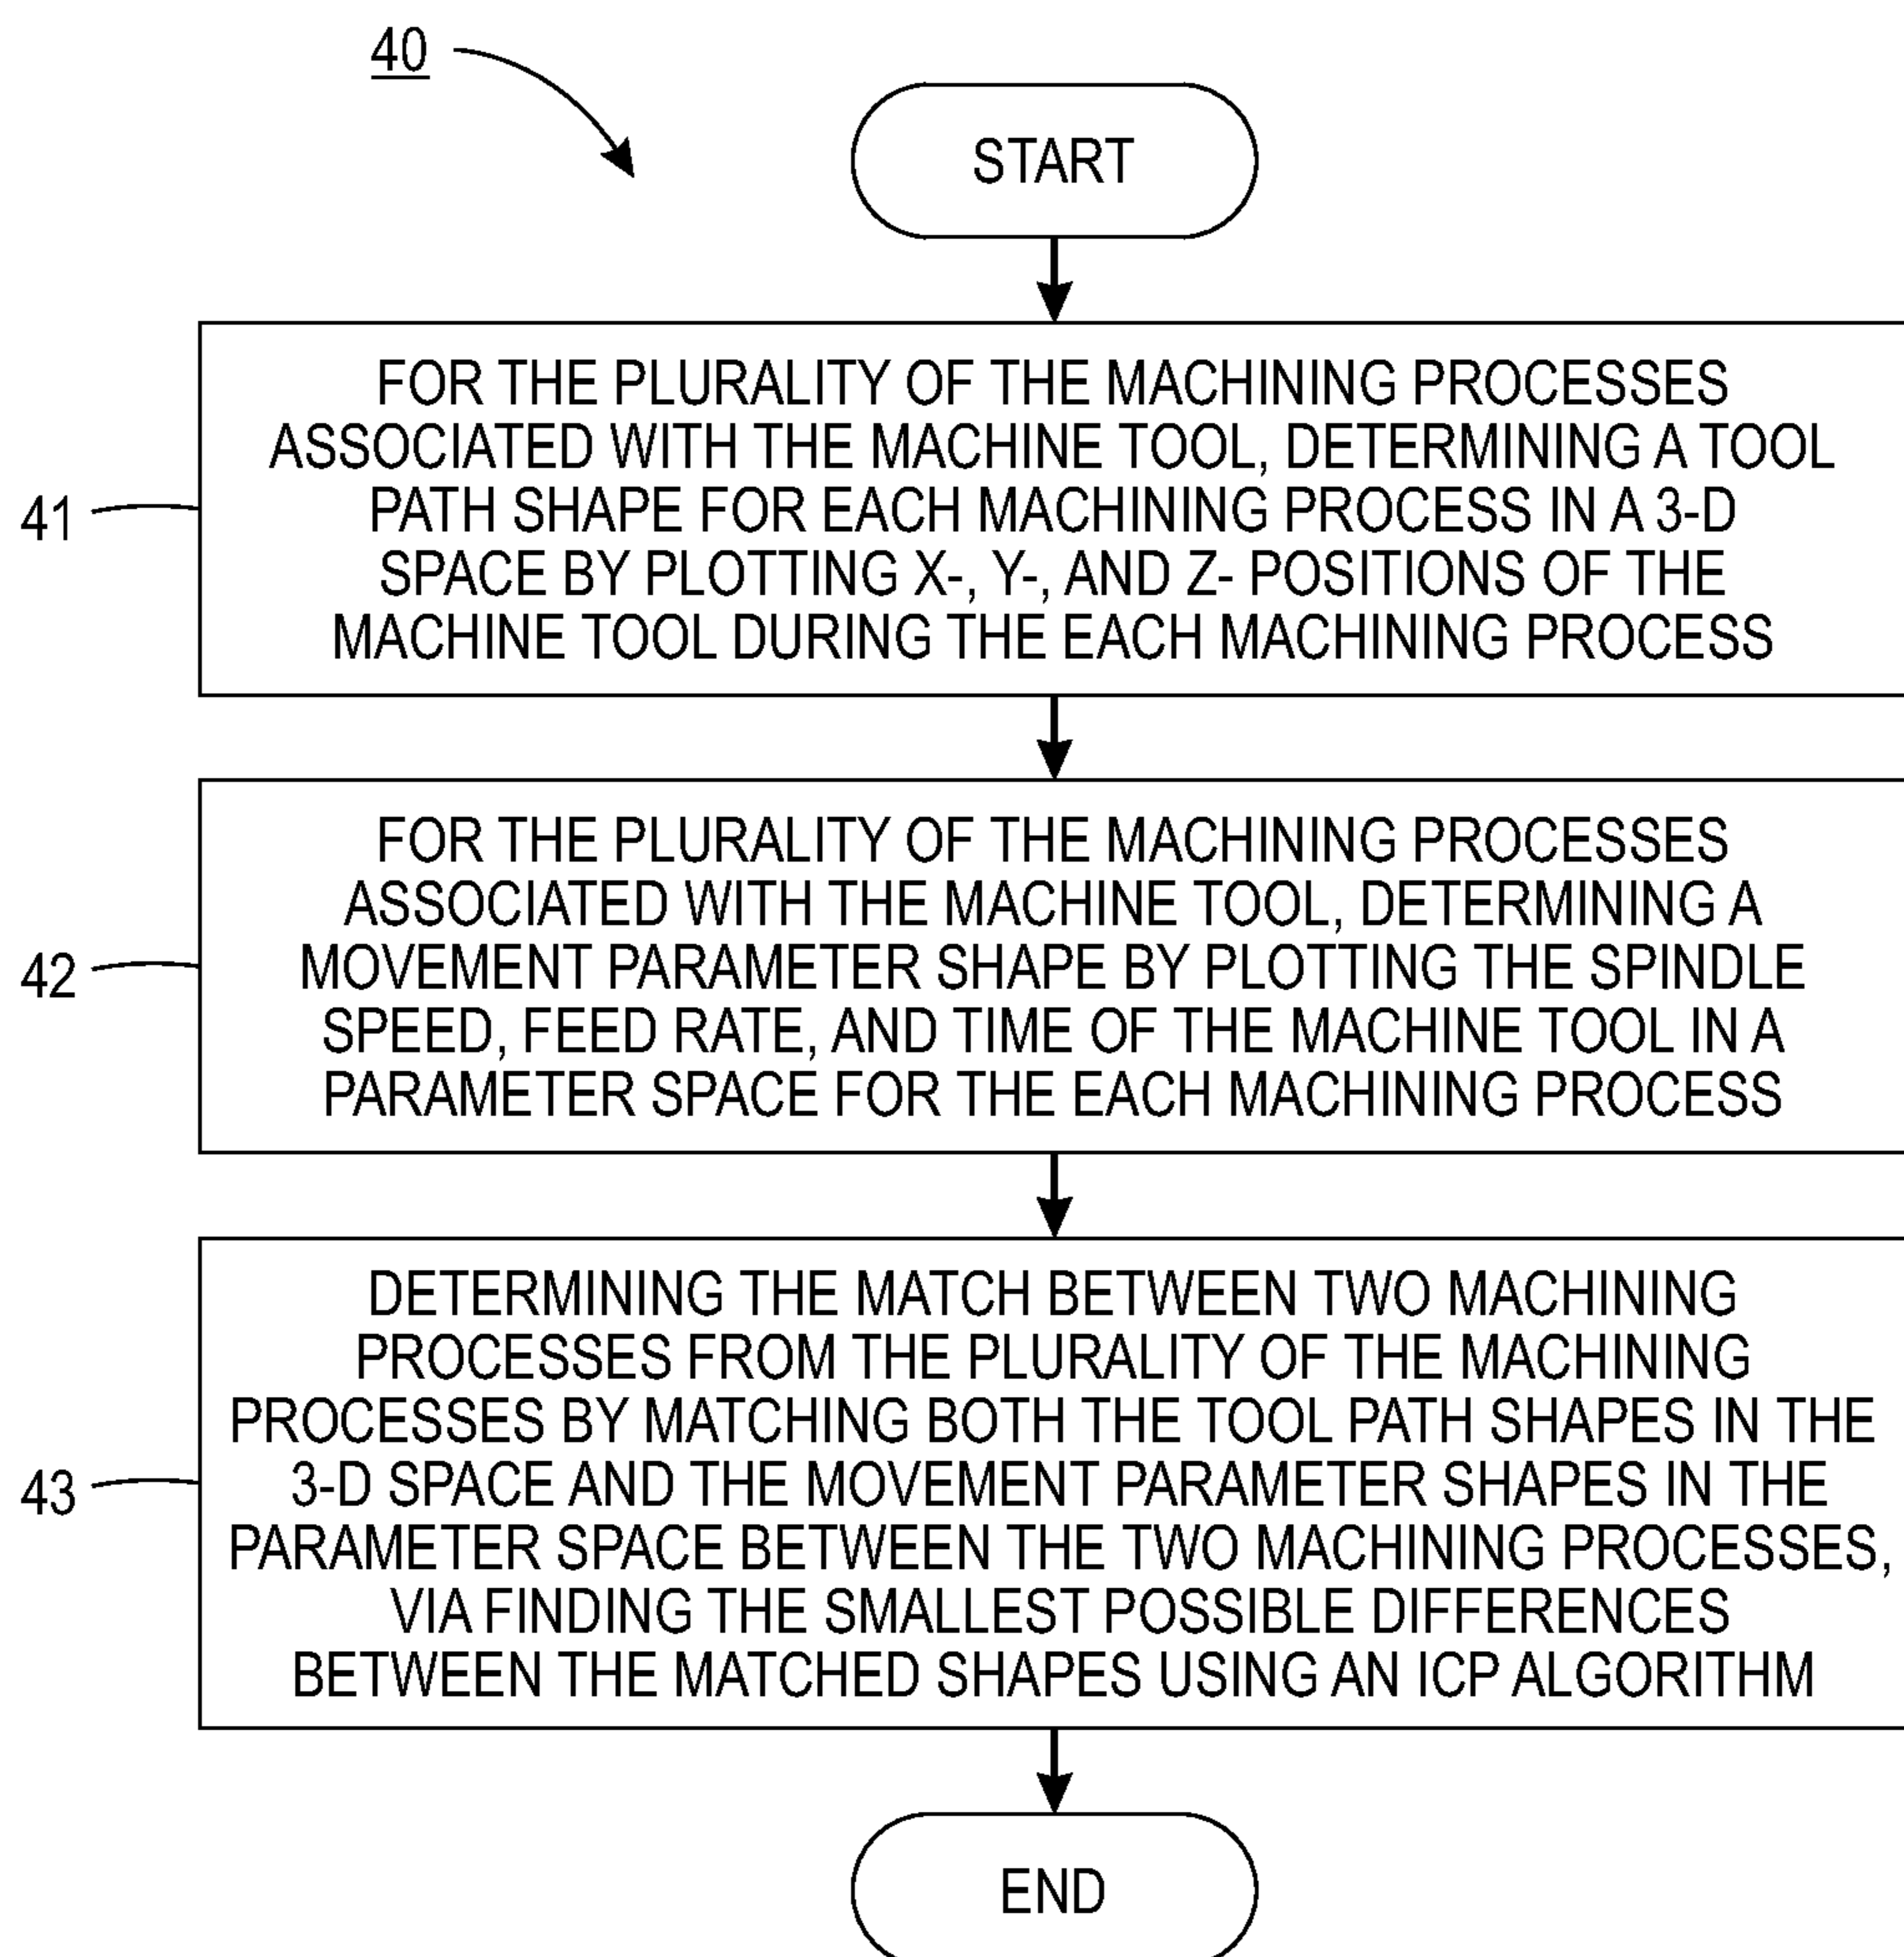 40
START
FOR THE PLURALITY OF THE MACHINING PROCESSES
ASSOCIATED WITH THE MACHINE TOOL, DETERMINING A TOOL
PATH SHAPE FOR EACH MACHINING PROCESS IN A 3-D
SPACE BY PLOTTING X-, Y-, AND Z- POSITIONS OF THE
MACHINE TOOL DURING THE EACH MACHINING PROCESS
41
FOR THE PLURALITY OF THE MACHINING PROCESSES
ASSOCIATED WITH THE MACHINE TOOL, DETERMINING A
MOVEMENT PARAMETER SHAPE BY PLOTTING THE SPINDLE
SPEED, FEED RATE, AND TIME OF THE MACHINE TOOL IN A
PARAMETER SPACE FOR THE EACH MACHINING PROCESS
42
DETERMINING THE MATCH BETWEEN TWO MACHINING
PROCESSES FROM THE PLURALITY OF THE MACHINING
PROCESSES BY MATCHING BOTH THE TOOL PATH SHAPES IN THE
3-D SPACE AND THE MOVEMENT PARAMETER SHAPES IN THE
PARAMETER SPACE BETWEEN THE TWO MACHINING PROCESSES,
VIA FINDING THE SMALLEST POSSIBLE DIFFERENCES
BETWEEN THE MATCHED SHAPES USING AN ICP ALGORITHM
43
END